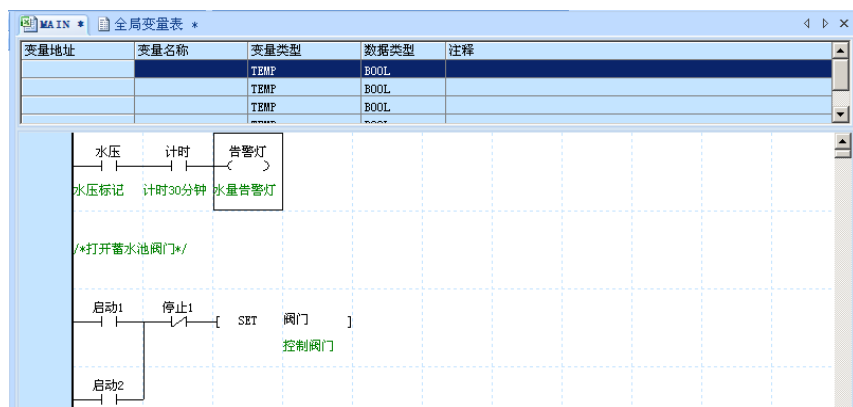 MAIN * 全局变量表 *
变量地址 变量名称 变量类型 数据类型 注释
TEMP BOOL
TEMP BOOL
TEMP BOOL
TEMP BOOL
水压 计时 告警灯
水压标记 计时30分钟 水量告警灯
/*打开蓄水池阀门*/
启动1 停止1
[ SET 阀门 ]
控制阀门
启动2